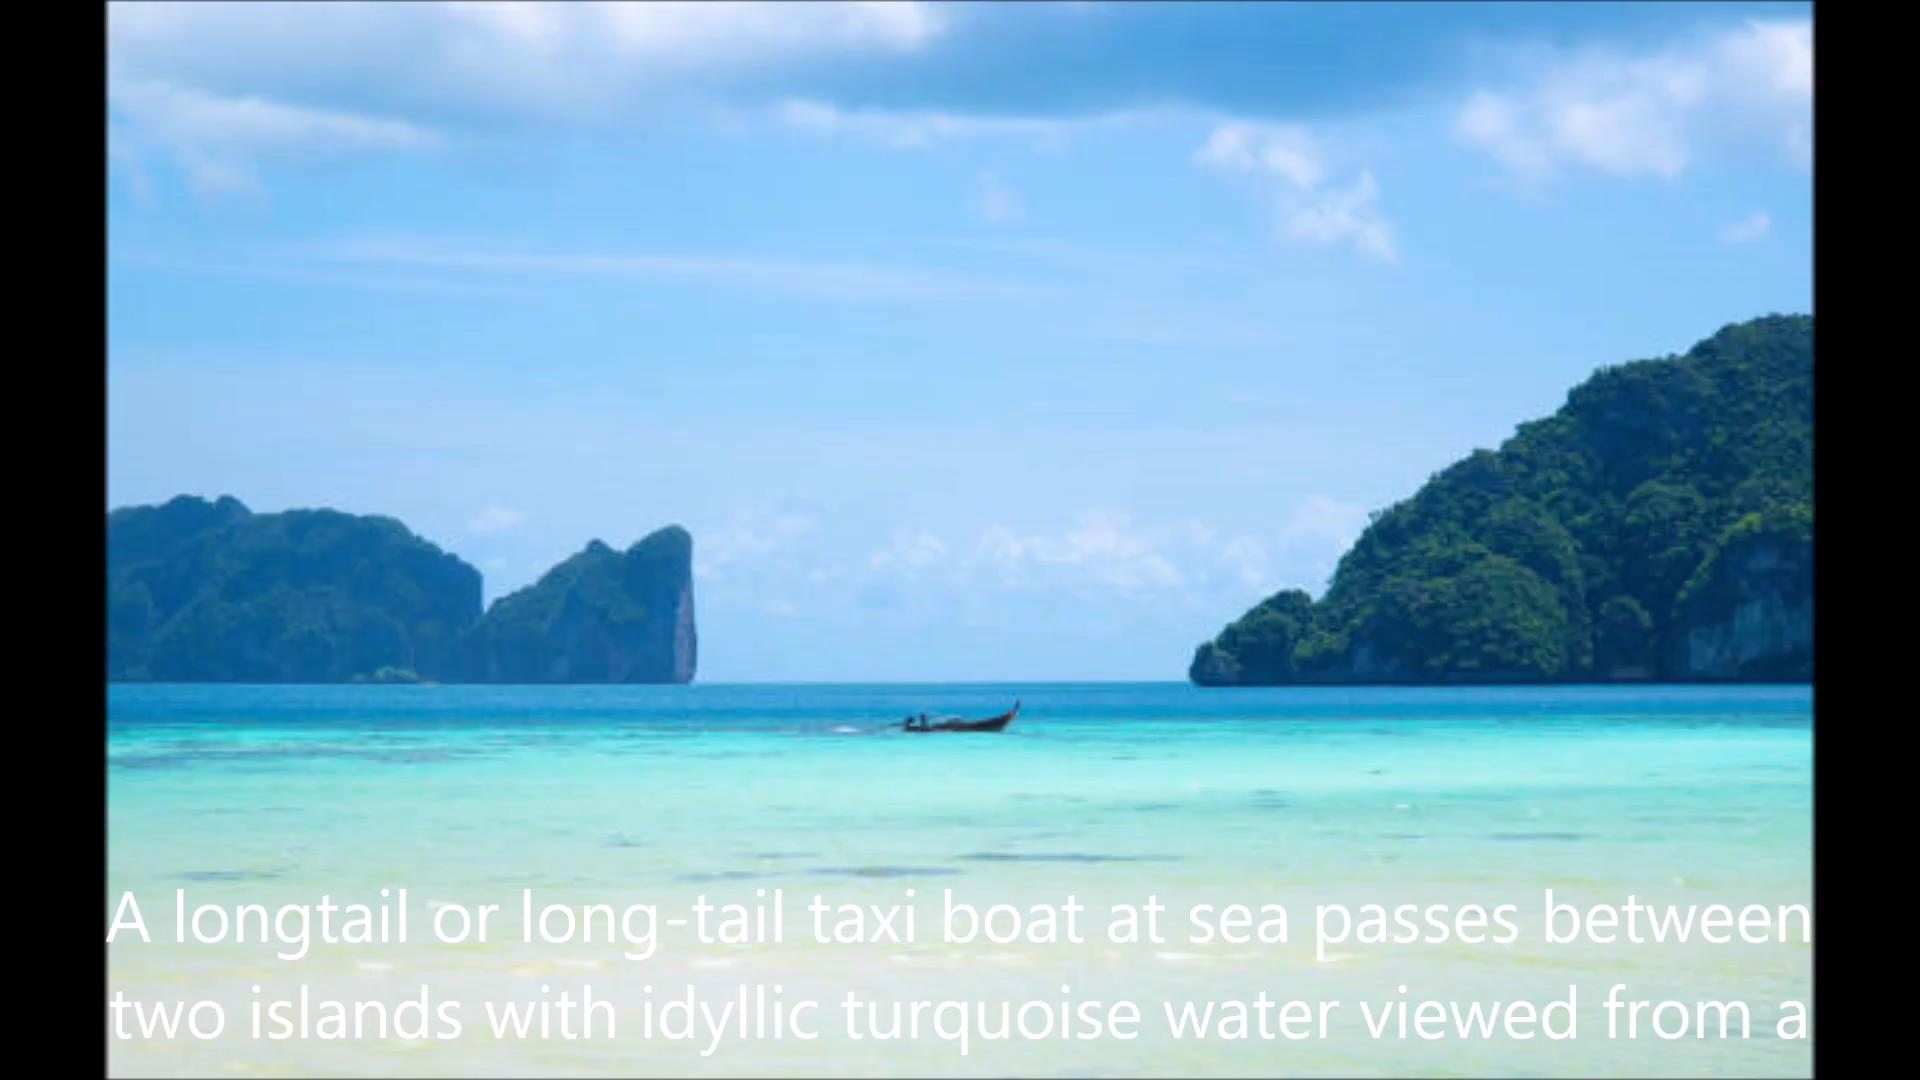 A longtail or long-tail taxi boat at sea passes between
two islands with idyllic turquoise water viewed from a